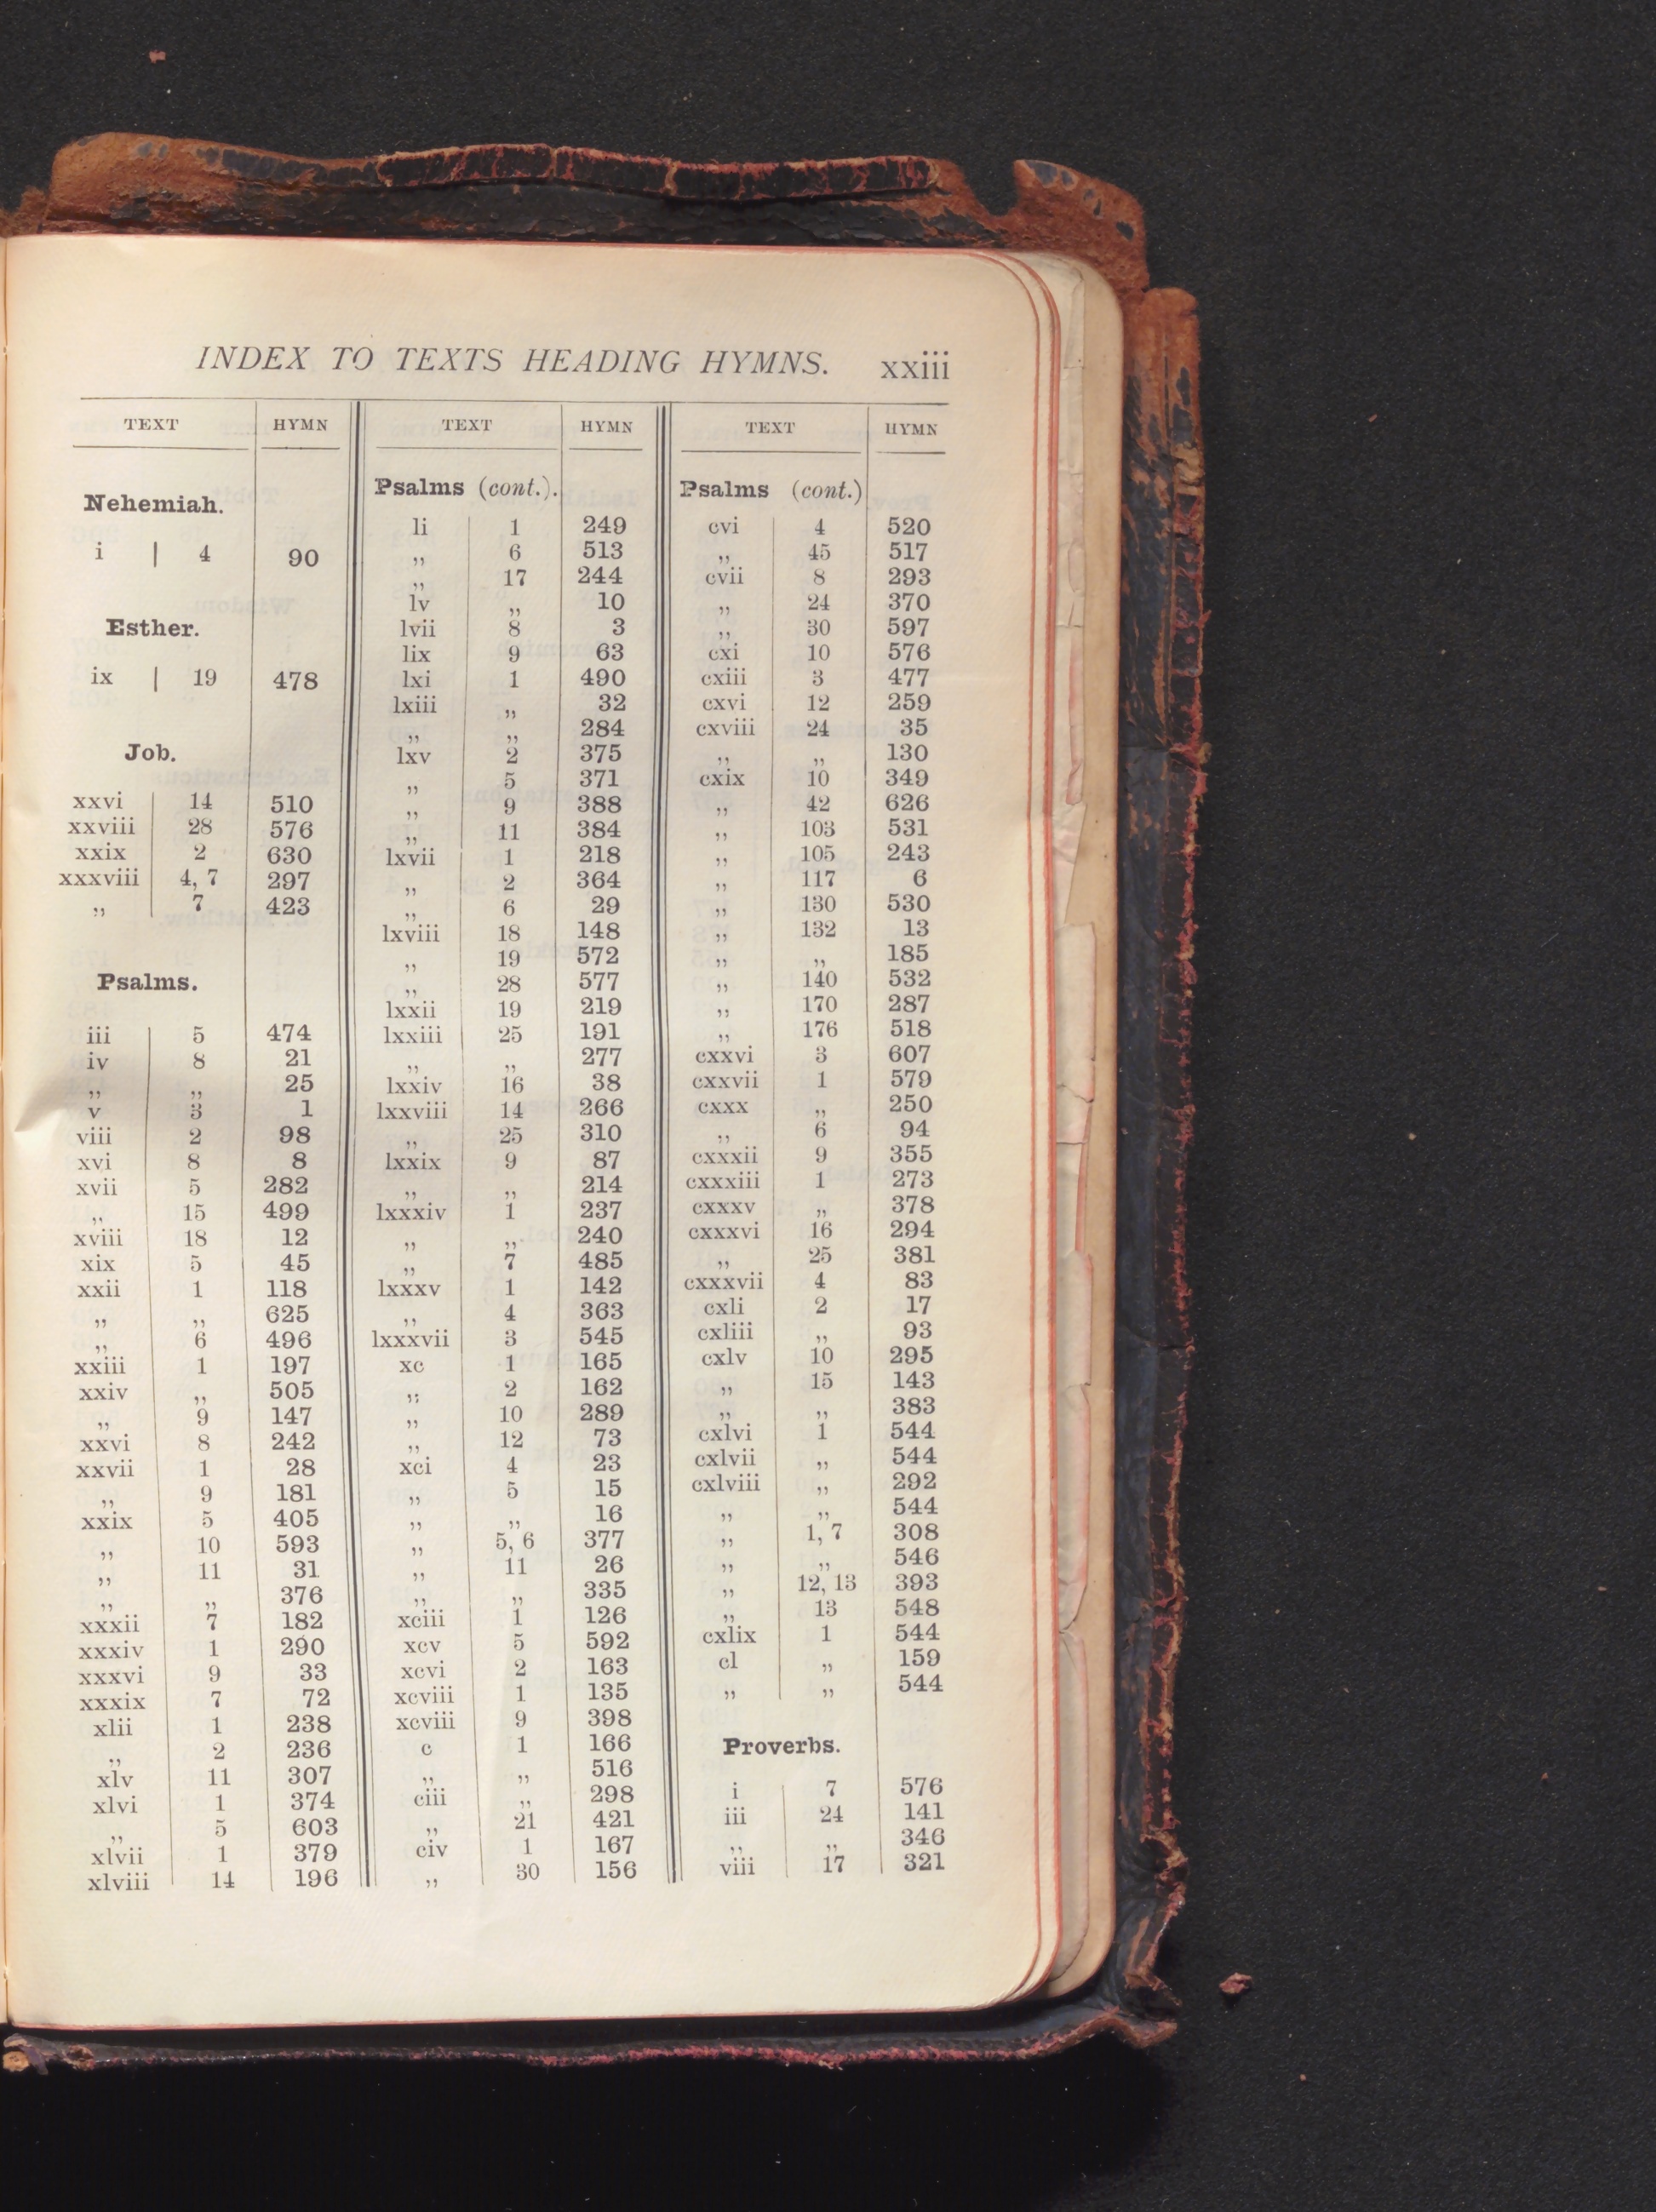 INDEX TO TEXTS HEADING HYMNS. xxiii
TEXT HYMN
Nehemiah.
i 4 90
Esther.
ix 19 478
Job.
xxvi 14 510
xxviii 28 576
xxix 2 630
xxxviii 4, 7 297
„ 7 423
Psalms.
iii 5 474
iv 8 21
„ „ 25
v 3 1
viii 2 98
xvi 8 8
xvii 5 282
„ 15 499
xviii 18 12
xix 5 45
xxii 1 118
„ „ 625
„ 6 496
xxiii 1 197
xxiv „ 505
„ 9 147
xxvi 8 242
xxvii 1 28
„ 9 181
xxix 5 405
„ 10 593
„ 11 31
„ „ 376
xxxii 7 182
xxxiv 1 290
xxxvi 9 33
xxxix 7 72
xlii 1 238
„ 2 236
xlv 11 307
xlvi 1 374
„ 5 603
xlvii 1 379
xlviii 14 196
TEXT HYMN
Psalms (cont.).
li 1 249
„ 6 513
„ 17 244
lv „ 10
lvii 8 3
lix 9 63
lxi 1 490
lxiii „ 32
„ „ 284
lxv 2 375
„ 5 371
„ 9 388
„ 11 384
lxvii 1 218
„ 2 364
„ 6 29
lxviii 18 148
„ 19 572
„ 28 577
lxxii 19 219
lxxiii 25 191
„ „ 277
lxxiv 16 38
lxxviii 14 266
„ 25 310
lxxix 9 87
„ „ 214
lxxxiv 1 237
„ „ 240
„ 7 485
lxxxv 1 142
„ 4 363
lxxxvii 3 545
xc 1 165
„ 2 162
„ 10 289
„ 12 73
xci 4 23
„ 5 15
„ „ 16
„ 5, 6 377
„ 11 26
„ „ 335
xciii 1 126
xcv 5 592
xcvi 2 163
xcviii 1 135
xcviii 9 398
c 1 166
„ „ 516
ciii „ 298
„ 21 421
civ 1 167
„ 30 156
TEXT HYMN
Psalms (cont.)
cvi 4 520
„ 45 517
cvii 8 293
„ 24 370
„ 30 597
cxi 10 576
cxiii 3 477
cxvi 12 259
cxviii 24 35
„ „ 130
cxix 10 349
„ 42 626
„ 103 531
„ 105 243
„ 117 6
„ 130 530
„ 132 13
„ „ 185
„ 140 532
„ 170 287
„ 176 518
cxxvi 3 607
cxxvii 1 579
cxxx „ 250
„ 6 94
cxxxii 9 355
cxxxiii 1 273
cxxxv „ 378
cxxxvi 16 294
„ 25 381
cxxxvii 4 83
cxli 2 17
cxliii „ 93
cxlv 10 295
„ 15 143
„ „ 383
cxlvi 1 544
cxlvii „ 544
cxlviii „ 292
„ „ 544
„ 1, 7 308
„ „ 546
„ 12, 13 393
„ 13 548
cxlix 1 544
cl „ 159
„ „ 544
Proverbs.
i 7 576
iii 24 141
„ „ 346
viii 17 321